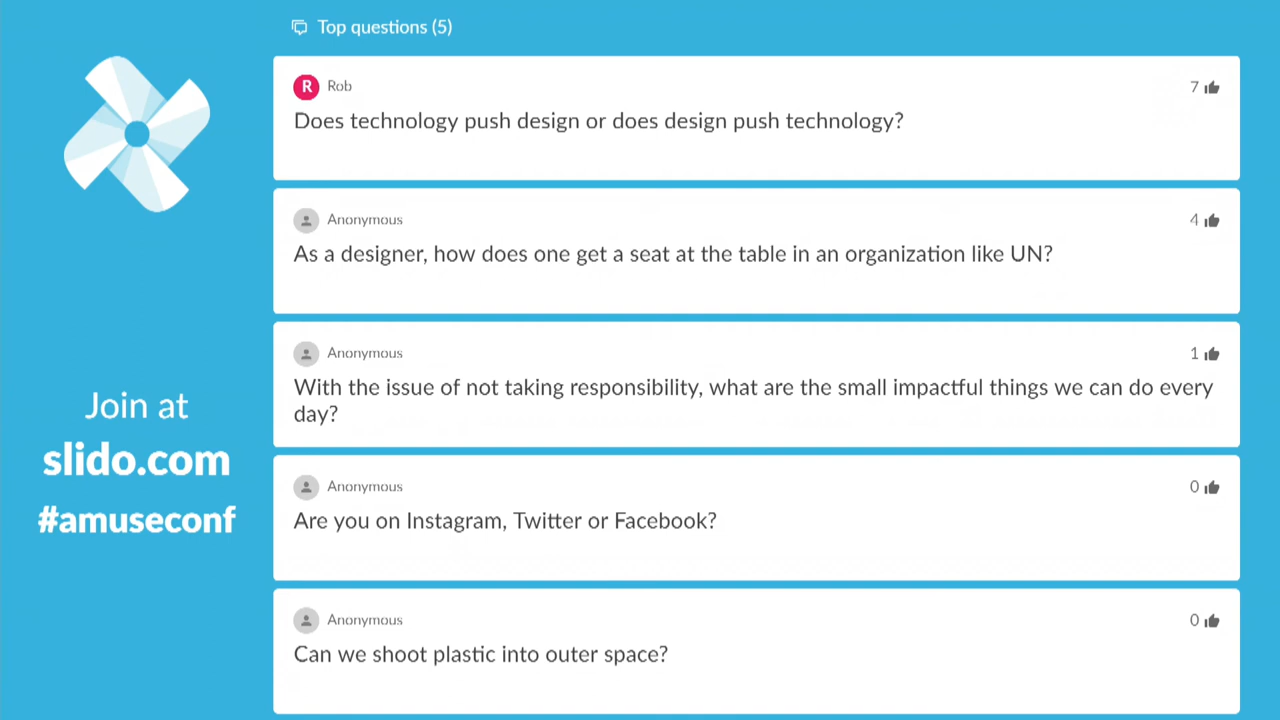 Top questions (5)
R Rob
7
Does technology push design or does design push technology?
Anonymous
4
As a designer, how does one get a seat at the table in an organization like UN?
Anonymous
1
With the issue of not taking responsibility, what are the small impactful things we can do every
day?
Anonymous
0
Are you on Instagram, Twitter or Facebook?
Anonymous
0
Can we shoot plastic into outer space?
Join at
slido.com
#amuseconf